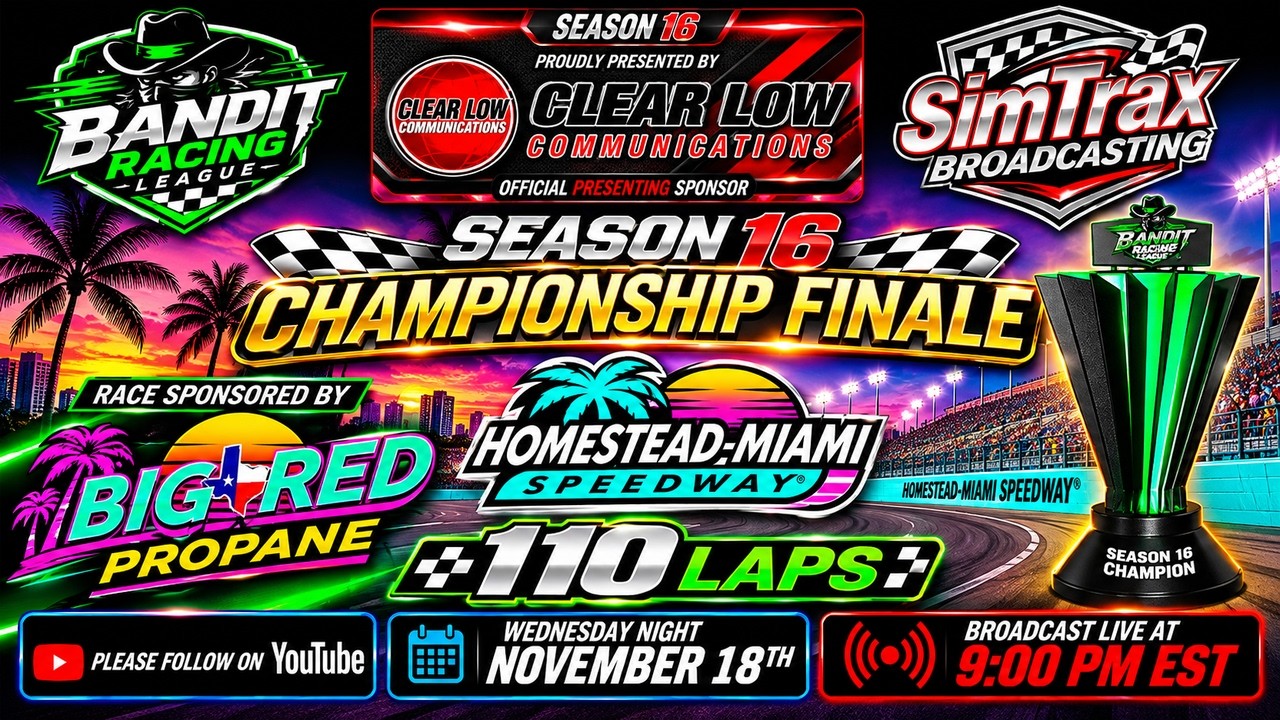 BANDIT
RACING
LEAGUE
SEASON 16
PROUDLY PRESENTED BY
CLEAR LOW
COMMUNICATIONS
CLEAR LOW
COMMUNICATIONS
OFFICIAL PRESENTING SPONSOR
SimTrax
BROADCASTING
SEASON 16
CHAMPIONSHIP FINALE
BANDIT
RACING
LEAGUE
RACE SPONSORED BY
BIG RED
PROPANE
HOMESTEAD-MIAMI
SPEEDWAY®
HOMESTEAD-MIAMI SPEEDWAY®
110 LAPS
SEASON 16
CHAMPION
PLEASE FOLLOW ON YouTube
WEDNESDAY NIGHT
NOVEMBER 18TH
BROADCAST LIVE AT
9:00 PM EST